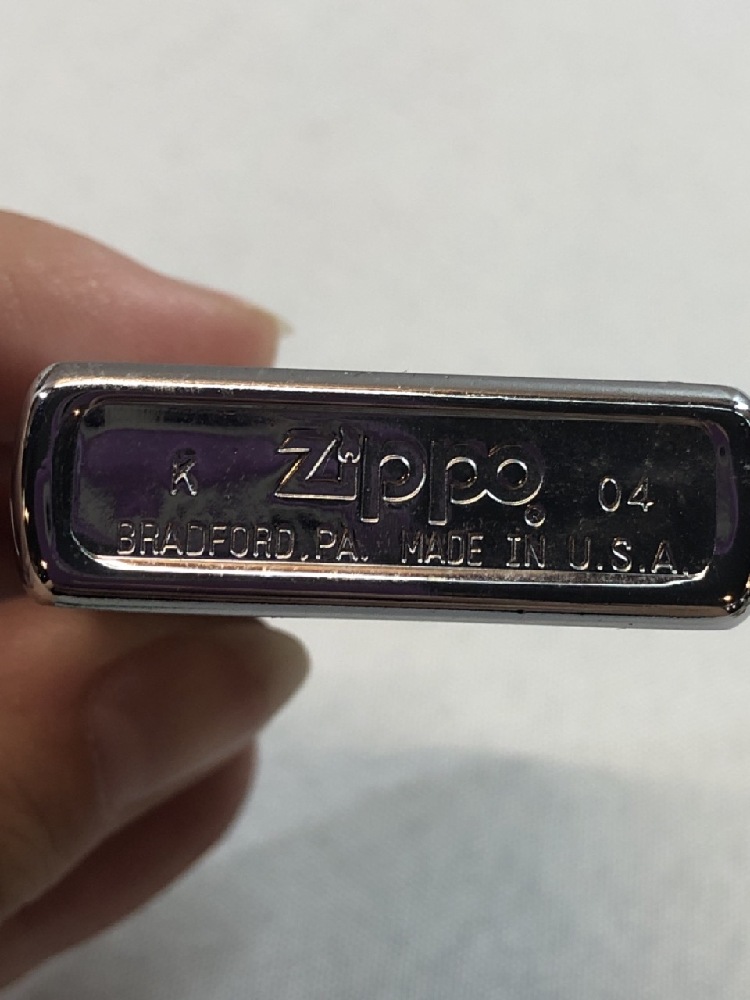 K Zippo 04
BRADFORD,PA. MADE IN U.S.A.